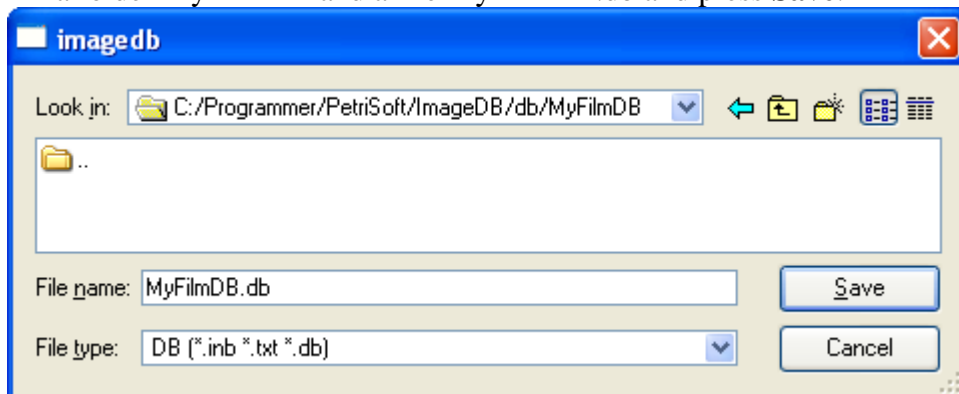 imagedb
Look in: C:/Programmer/PetriSoft/ImageDB/db/MyFilmDB
..
File name: MyFilmDB.db Save
File type: DB (*.inb *.txt *.db) Cancel